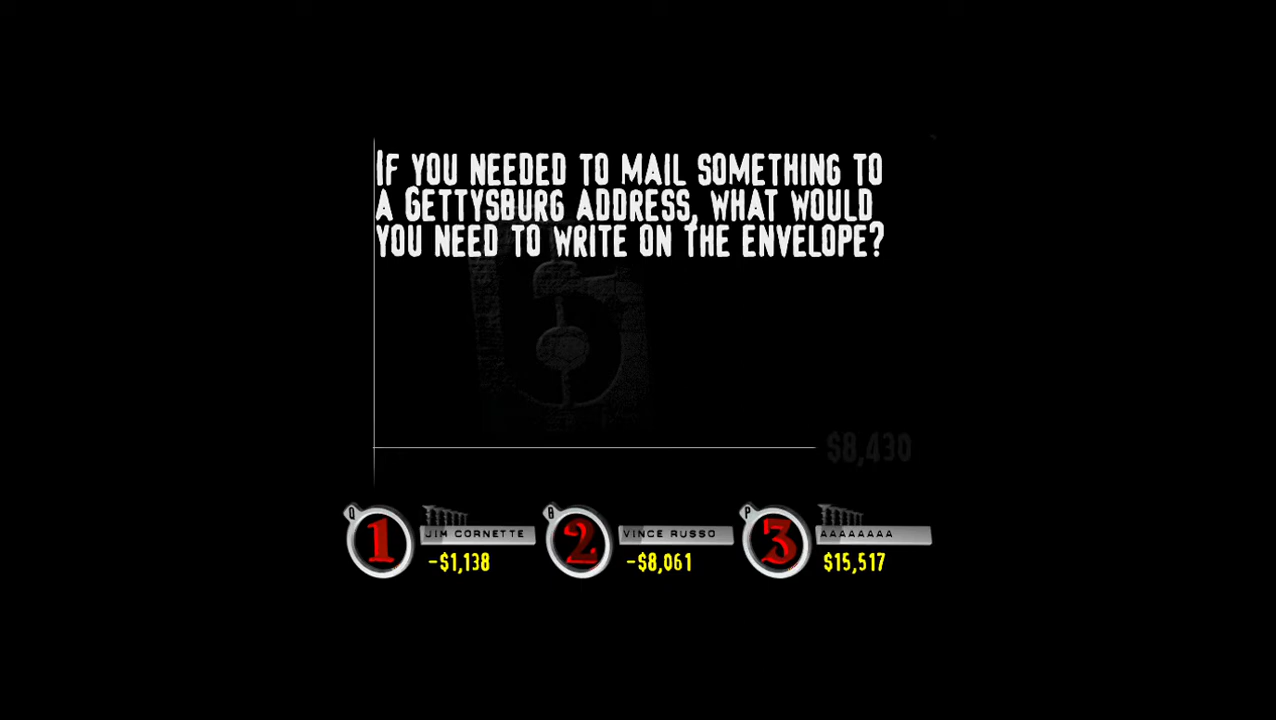 If you needed to mail something to
a Gettysburg address, what would
you need to write on the envelope?
$8,430
Q 1 JIM CORNETTE -$1,138
B 2 VINCE RUSSO -$8,061
P 3 AAAAAAAA $15,517